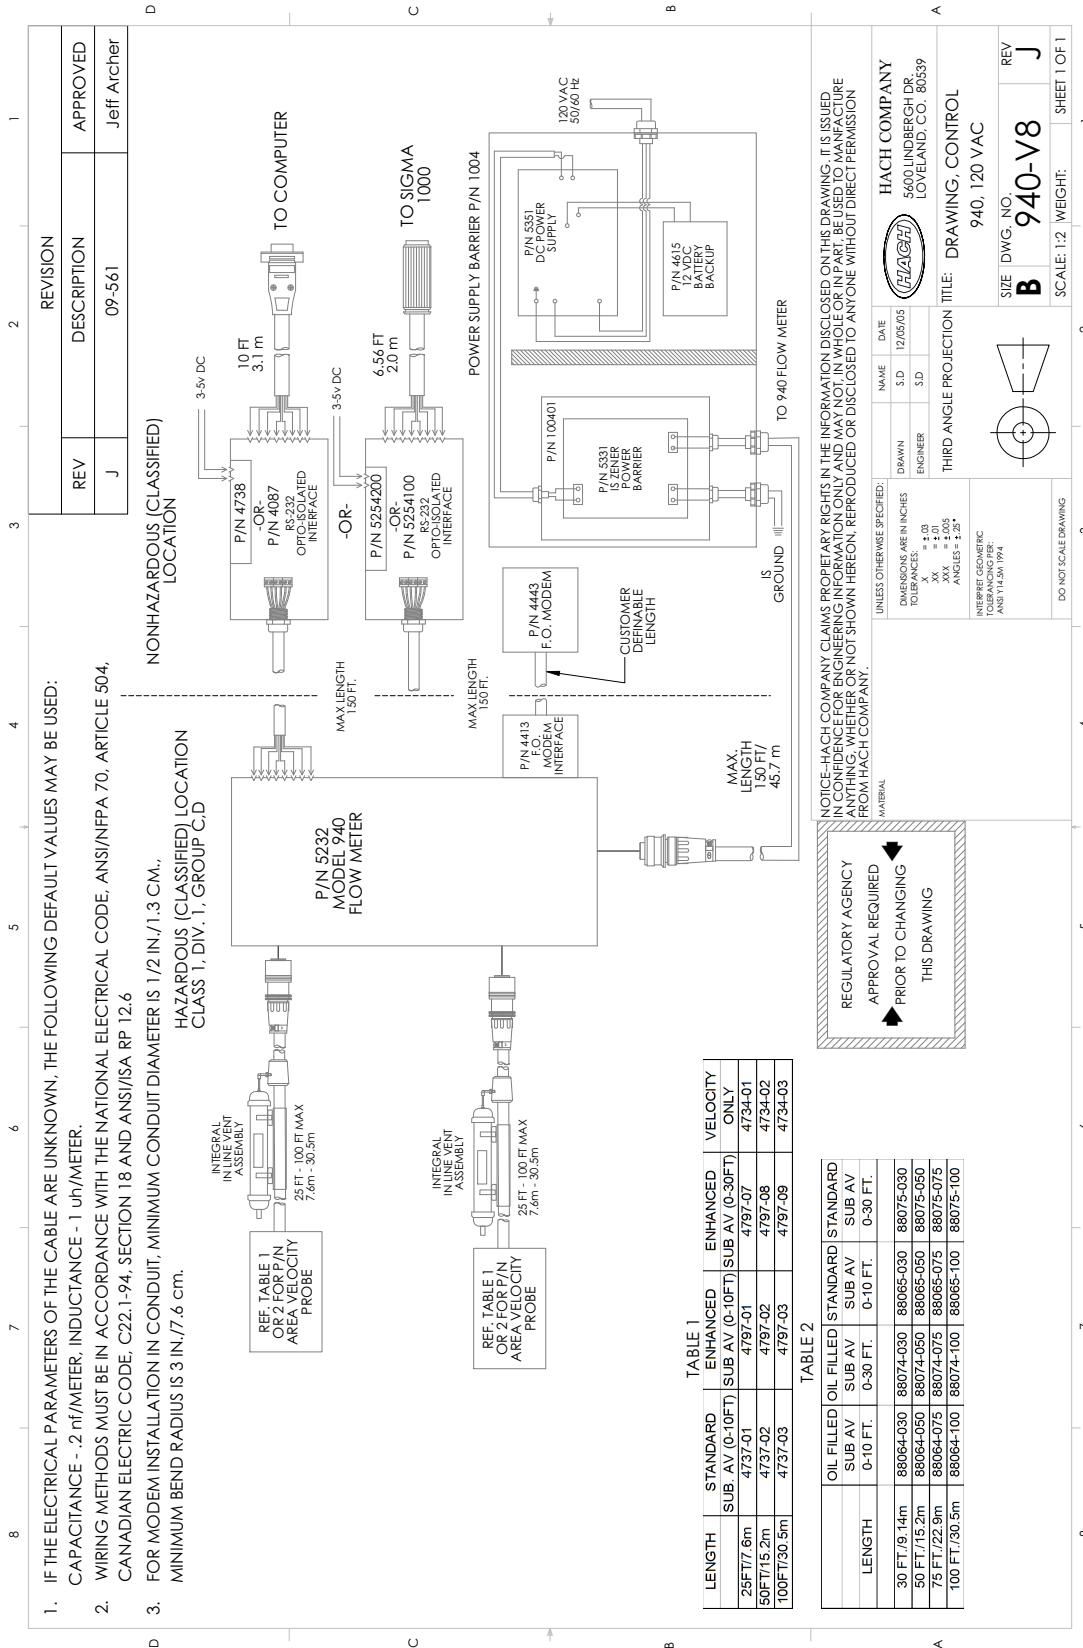 8
7
6
5
4
3
2
1
D
C
B
A
1. IF THE ELECTRICAL PARAMETERS OF THE CABLE ARE UNKNOWN, THE FOLLOWING DEFAULT VALUES MAY BE USED:
CAPACITANCE - .2 nf/METER, INDUCTANCE - 1 uh/METER.
2. WIRING METHODS MUST BE IN ACCORDANCE WITH THE NATIONAL ELECTRICAL CODE, ANSI/NFPA 70, ARTICLE 504,
CANADIAN ELECTRIC CODE, C22.1-94, SECTION 18 AND ANSI/ISA RP 12.6
3. FOR MODEM INSTALLATION IN CONDUIT, MINIMUM CONDUIT DIAMETER IS 1/2 IN./1.3 CM.,
MINIMUM BEND RADIUS IS 3 IN./7.6 cm.
REVISION
REV DESCRIPTION APPROVED
J 09-561 Jeff Archer
HAZARDOUS (CLASSIFIED) LOCATION
CLASS 1, DIV. 1, GROUP C,D
NONHAZARDOUS (CLASSIFIED)
LOCATION
INTEGRAL
IN LINE VENT
ASSEMBLY
25 FT - 100 FT MAX
7.6m - 30.5m
REF. TABLE 1
OR 2 FOR P/N
AREA VELOCITY
PROBE
INTEGRAL
IN LINE VENT
ASSEMBLY
25 FT - 100 FT MAX
7.6m - 30.5m
REF. TABLE 1
OR 2 FOR P/N
AREA VELOCITY
PROBE
P/N 5232
MODEL 940
FLOW METER
MAX LENGTH
150 FT.
MAX LENGTH
150 FT.
3-5v DC
P/N 4738
-OR-
P/N 4087
RS-232
OPTO-ISOLATED
INTERFACE
10 FT
3.1 m
TO COMPUTER
-OR-
3-5v DC
P/N 5254200
-OR-
P/N 5254100
RS-232
OPTO-ISOLATED
INTERFACE
6.56 FT
2.0 m
TO SIGMA
1000
P/N 4413
F.O.
MODEM
INTERFACE
P/N 4443
F.O. MODEM
CUSTOMER
DEFINABLE
LENGTH
MAX.
LENGTH
150 FT/
45.7 m
POWER SUPPLY BARRIER P/N 1004
P/N 100401
P/N 5331
IS ZENER
POWER
BARRIER
P/N 5351
DC POWER
SUPPLY
P/N 4615
12 VDC
BATTERY
BACKUP
120 VAC
50/60 Hz
IS
GROUND
TO 940 FLOW METER
TABLE 1
LENGTH STANDARD ENHANCED ENHANCED VELOCITY
SUB. AV (0-10FT) SUB AV (0-10FT) SUB AV (0-30FT) ONLY
25FT/7.6m 4737-01 4797-01 4797-07 4734-01
50FT/15.2m 4737-02 4797-02 4797-08 4734-02
100FT/30.5m 4737-03 4797-03 4797-09 4734-03
TABLE 2
OIL FILLED OIL FILLED STANDARD STANDARD
SUB AV SUB AV SUB AV SUB AV
LENGTH 0-10 FT. 0-30 FT. 0-10 FT. 0-30 FT.
30 FT./9.14m 88064-030 88074-030 88065-030 88075-030
50 FT./15.2m 88064-050 88074-050 88065-050 88075-050
75 FT./22.9m 88064-075 88074-075 88065-075 88075-075
100 FT./30.5m 88064-100 88074-100 88065-100 88075-100
REGULATORY AGENCY
APPROVAL REQUIRED
PRIOR TO CHANGING
THIS DRAWING
NOTICE--HACH COMPANY CLAIMS PROPIETARY RIGHTS IN THE INFORMATION DISCLOSED ON THIS DRAWING. IT IS ISSUED
IN CONFIDENCE FOR ENGINEERING INFORMATION ONLY AND MAY NOT, IN WHOLE OR IN PART, BE USED TO MANFACTURE
ANYTHING, WHETHER OR NOT SHOWN HEREON, REPRODUCED OR DISCLOSED TO ANYONE WITHOUT DIRECT PERMISSION
FROM HACH COMPANY.
MATERIAL
UNLESS OTHERWISE SPECIFIED:
DIMENSIONS ARE IN INCHES
TOLERANCES:
X = ±.03
XX = ±.01
XXX = ±.005
ANGLES = ±.25°
INTERPRET GEOMETRIC
TOLERANCING PER:
ANSI Y14.5M 1994
DO NOT SCALE DRAWING
NAME DATE
DRAWN S.D 12/05/05
ENGINEER S.D
THIRD ANGLE PROJECTION
HACH
HACH COMPANY
5600 LINDBERGH DR.
LOVELAND, CO. 80539
TITLE: DRAWING, CONTROL
940, 120 VAC
SIZE DWG. NO. REV
B 940-V8 J
SCALE: 1:2 WEIGHT: SHEET 1 OF 1
D
C
B
A
8
7
6
5
4
3
2
1